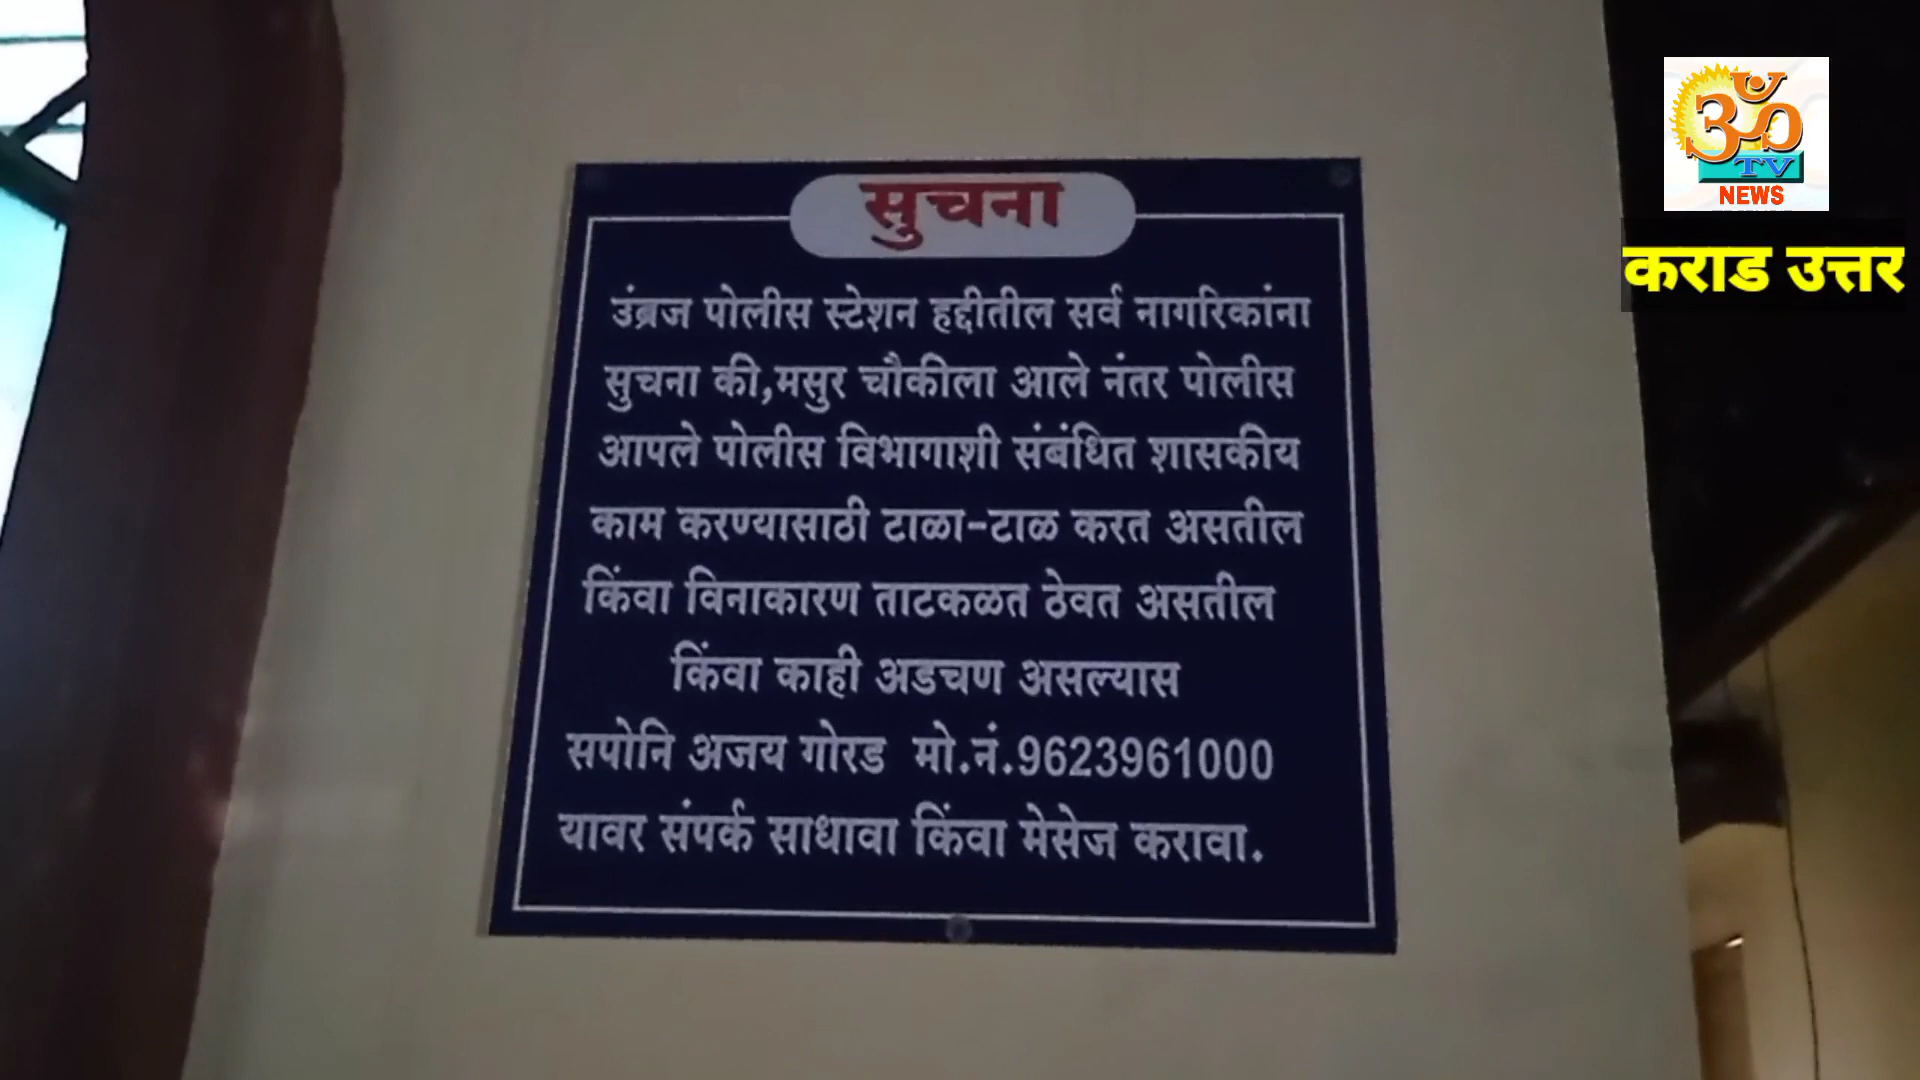 सुचना
उंब्रज पोलीस स्टेशन हद्दीतील सर्व नागरिकांना
सुचना की,मसुर चौकीला आले नंतर पोलीस
आपले पोलीस विभागाशी संबंधित शासकीय
काम करण्यासाठी टाळा-टाळ करत असतील
किंवा विनाकारण ताटकळत ठेवत असतील
किंवा काही अडचण असल्यास
सपोनि अजय गोरड मो.नं.9623961000
यावर संपर्क साधावा किंवा मेसेज करावा.
ॐ
TV
NEWS
कराड उत्तर